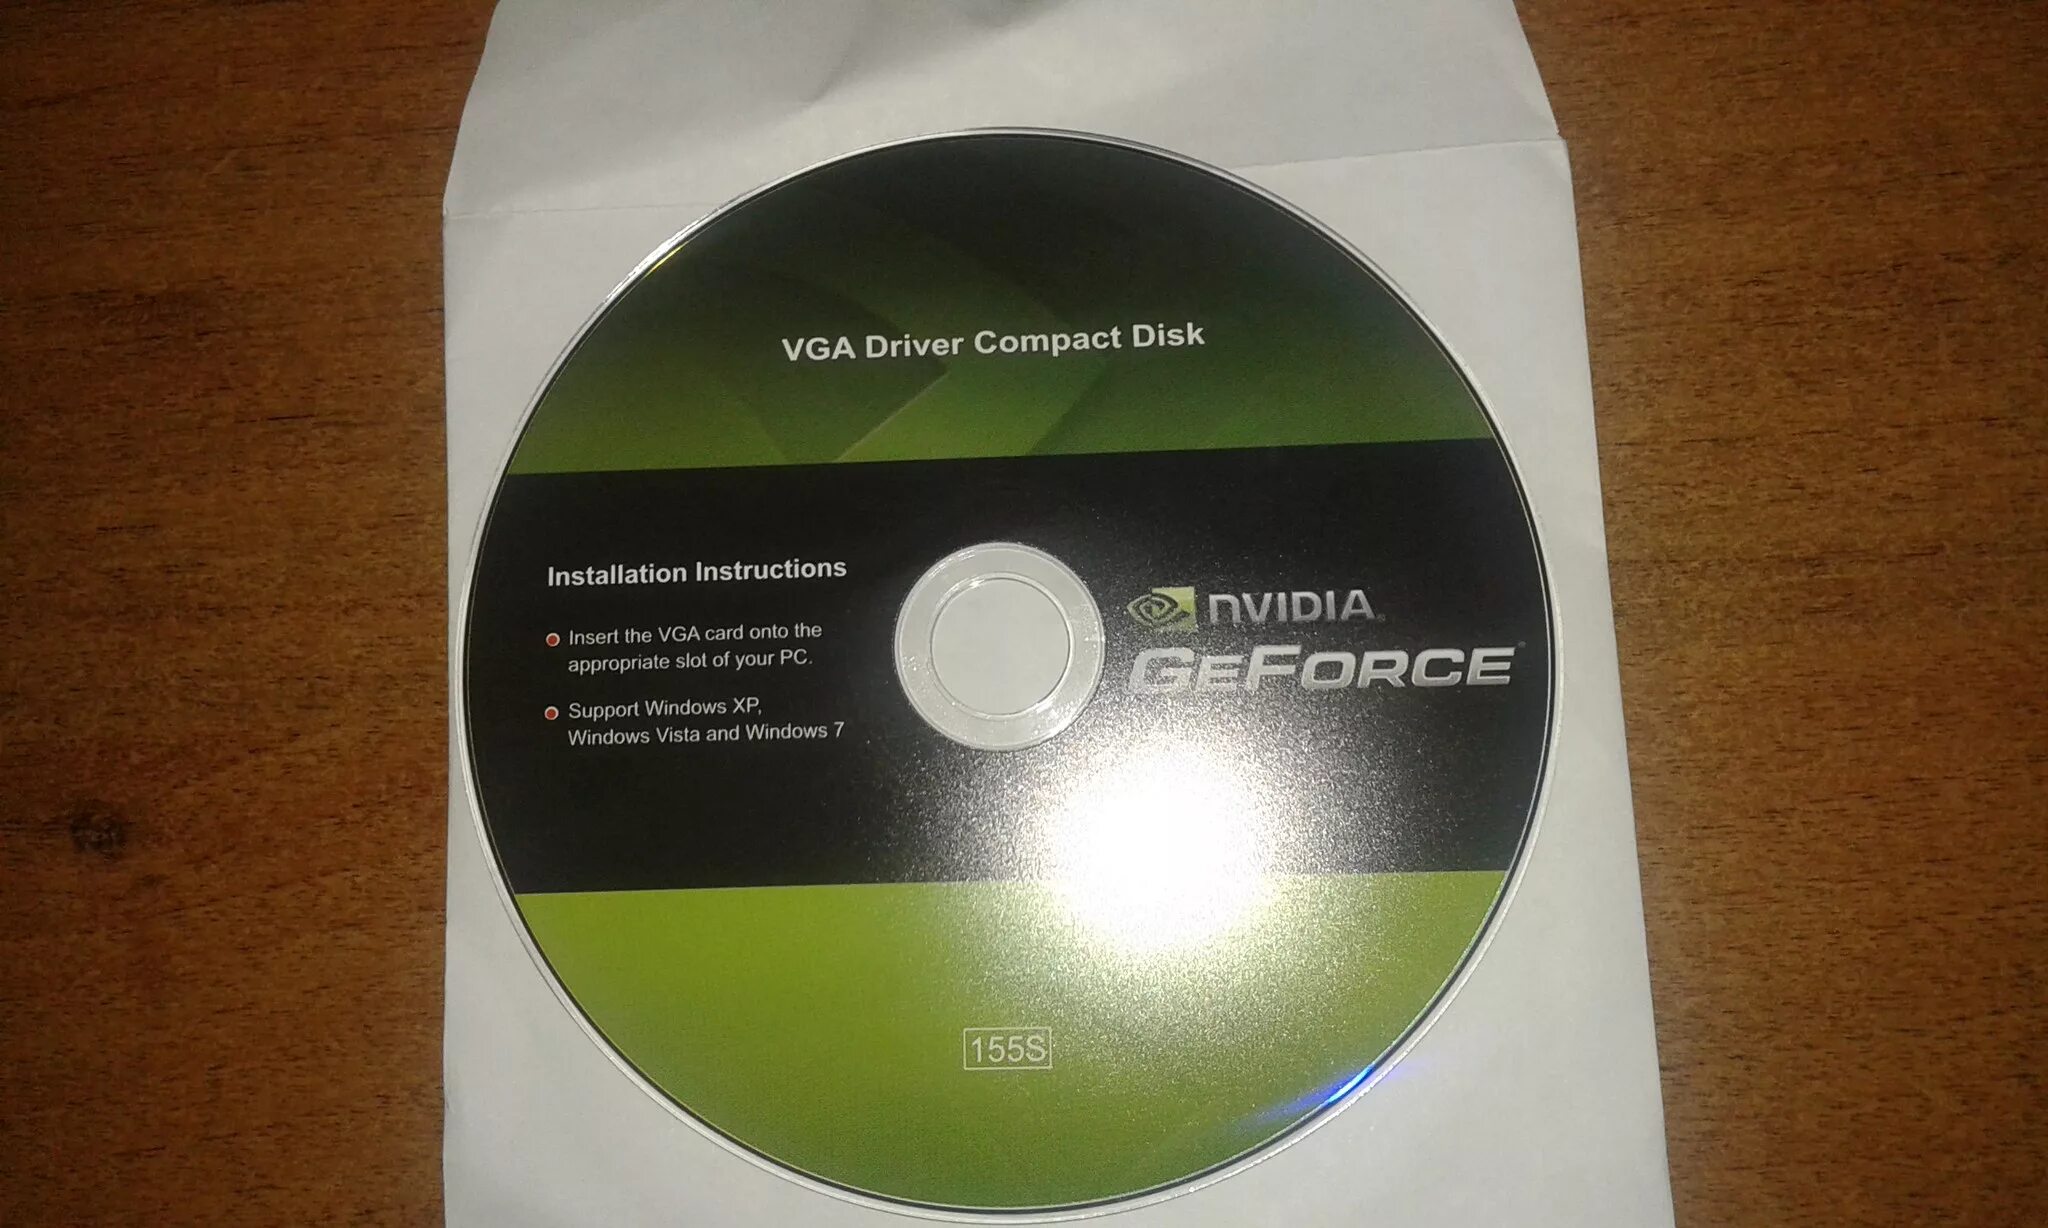 VGA Driver Compact Disk
Installation Instructions
Insert the VGA card onto the
appropriate slot of your PC.
Support Windows XP,
Windows Vista and Windows 7
NVIDIA®
GEFORCE®
155S